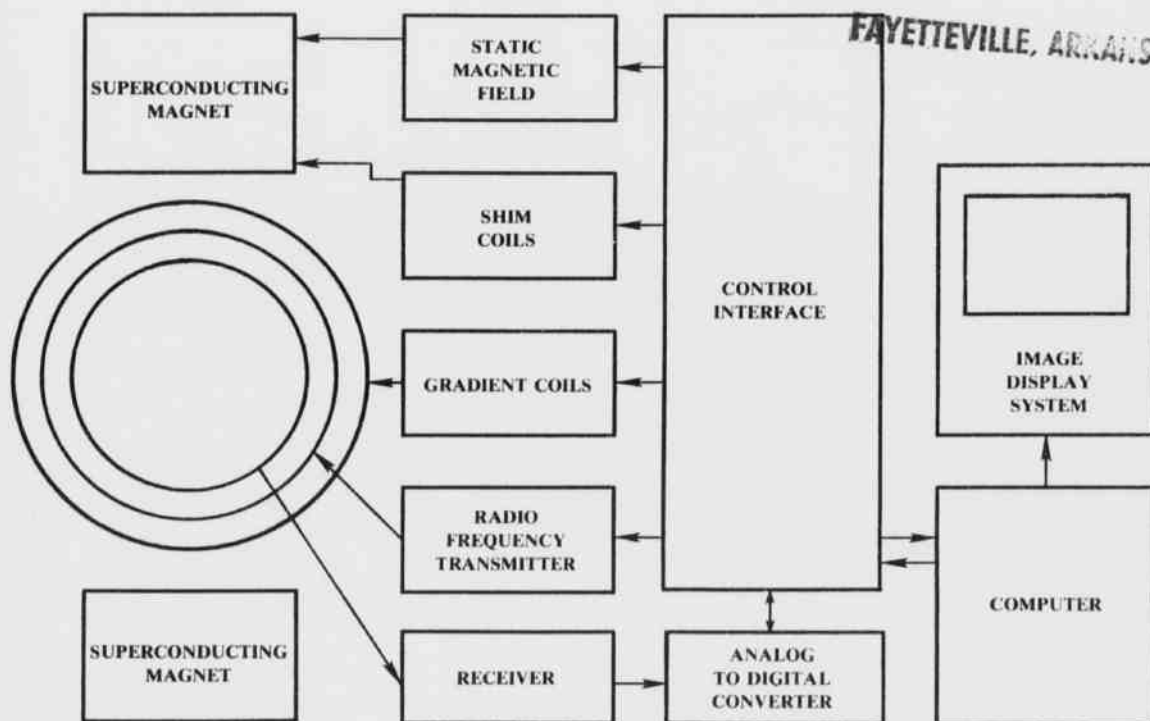 FAYETTEVILLE, ARKANS
SUPERCONDUCTING
MAGNET
STATIC
MAGNETIC
FIELD
SHIM
COILS
CONTROL
INTERFACE
GRADIENT COILS
IMAGE
DISPLAY
SYSTEM
RADIO
FREQUENCY
TRANSMITTER
COMPUTER
SUPERCONDUCTING
MAGNET
RECEIVER
ANALOG
TO DIGITAL
CONVERTER